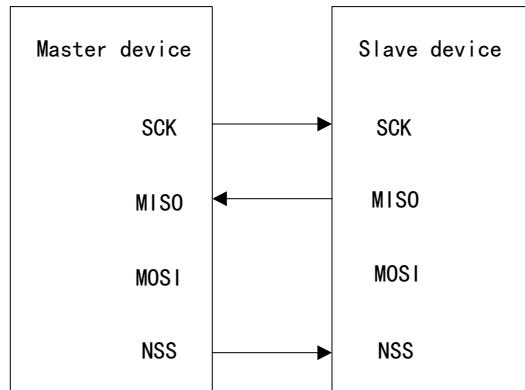 Master device
SCK
MISO
MOSI
NSS
Slave device
SCK
MISO
MOSI
NSS